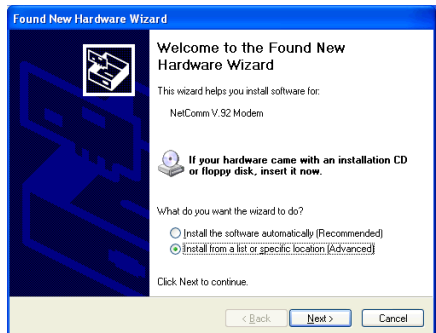 Found New Hardware Wizard
Welcome to the Found New
Hardware Wizard
This wizard helps you install software for:
NetComm V.92 Modem
If your hardware came with an installation CD
or floppy disk, insert it now.
What do you want the wizard to do?
Install the software automatically (Recommended)
Install from a list or specific location (Advanced)
Click Next to continue.
< Back Next > Cancel